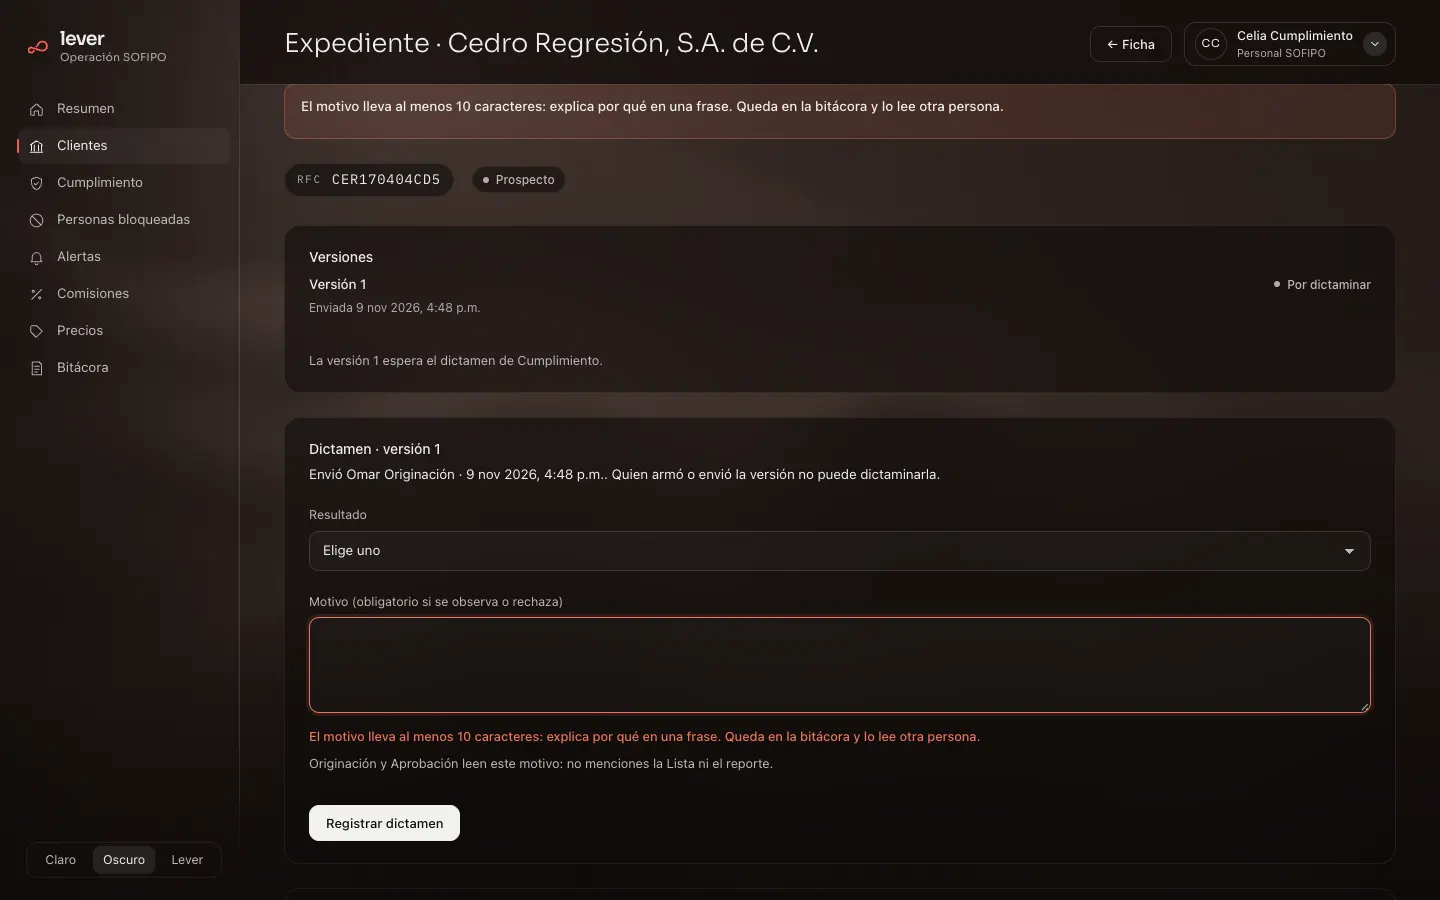 lever
Operación SOFIPO
Resumen
Clientes
Cumplimiento
Personas bloqueadas
Alertas
Comisiones
Precios
Bitácora
Claro
Oscuro
Lever
Expediente · Cedro Regresión, S.A. de C.V.
← Ficha
CC
Celia Cumplimiento
Personal SOFIPO
El motivo lleva al menos 10 caracteres: explica por qué en una frase. Queda en la bitácora y lo lee otra persona.
RFC CER170404CD5
Prospecto
Versiones
Versión 1
Por dictaminar
Enviada 9 nov 2026, 4:48 p.m.
La versión 1 espera el dictamen de Cumplimiento.
Dictamen · versión 1
Envió Omar Originación · 9 nov 2026, 4:48 p.m.. Quien armó o envió la versión no puede dictaminarla.
Resultado
Elige uno
Motivo (obligatorio si se observa o rechaza)
El motivo lleva al menos 10 caracteres: explica por qué en una frase. Queda en la bitácora y lo lee otra persona.
Originación y Aprobación leen este motivo: no menciones la Lista ni el reporte.
Registrar dictamen